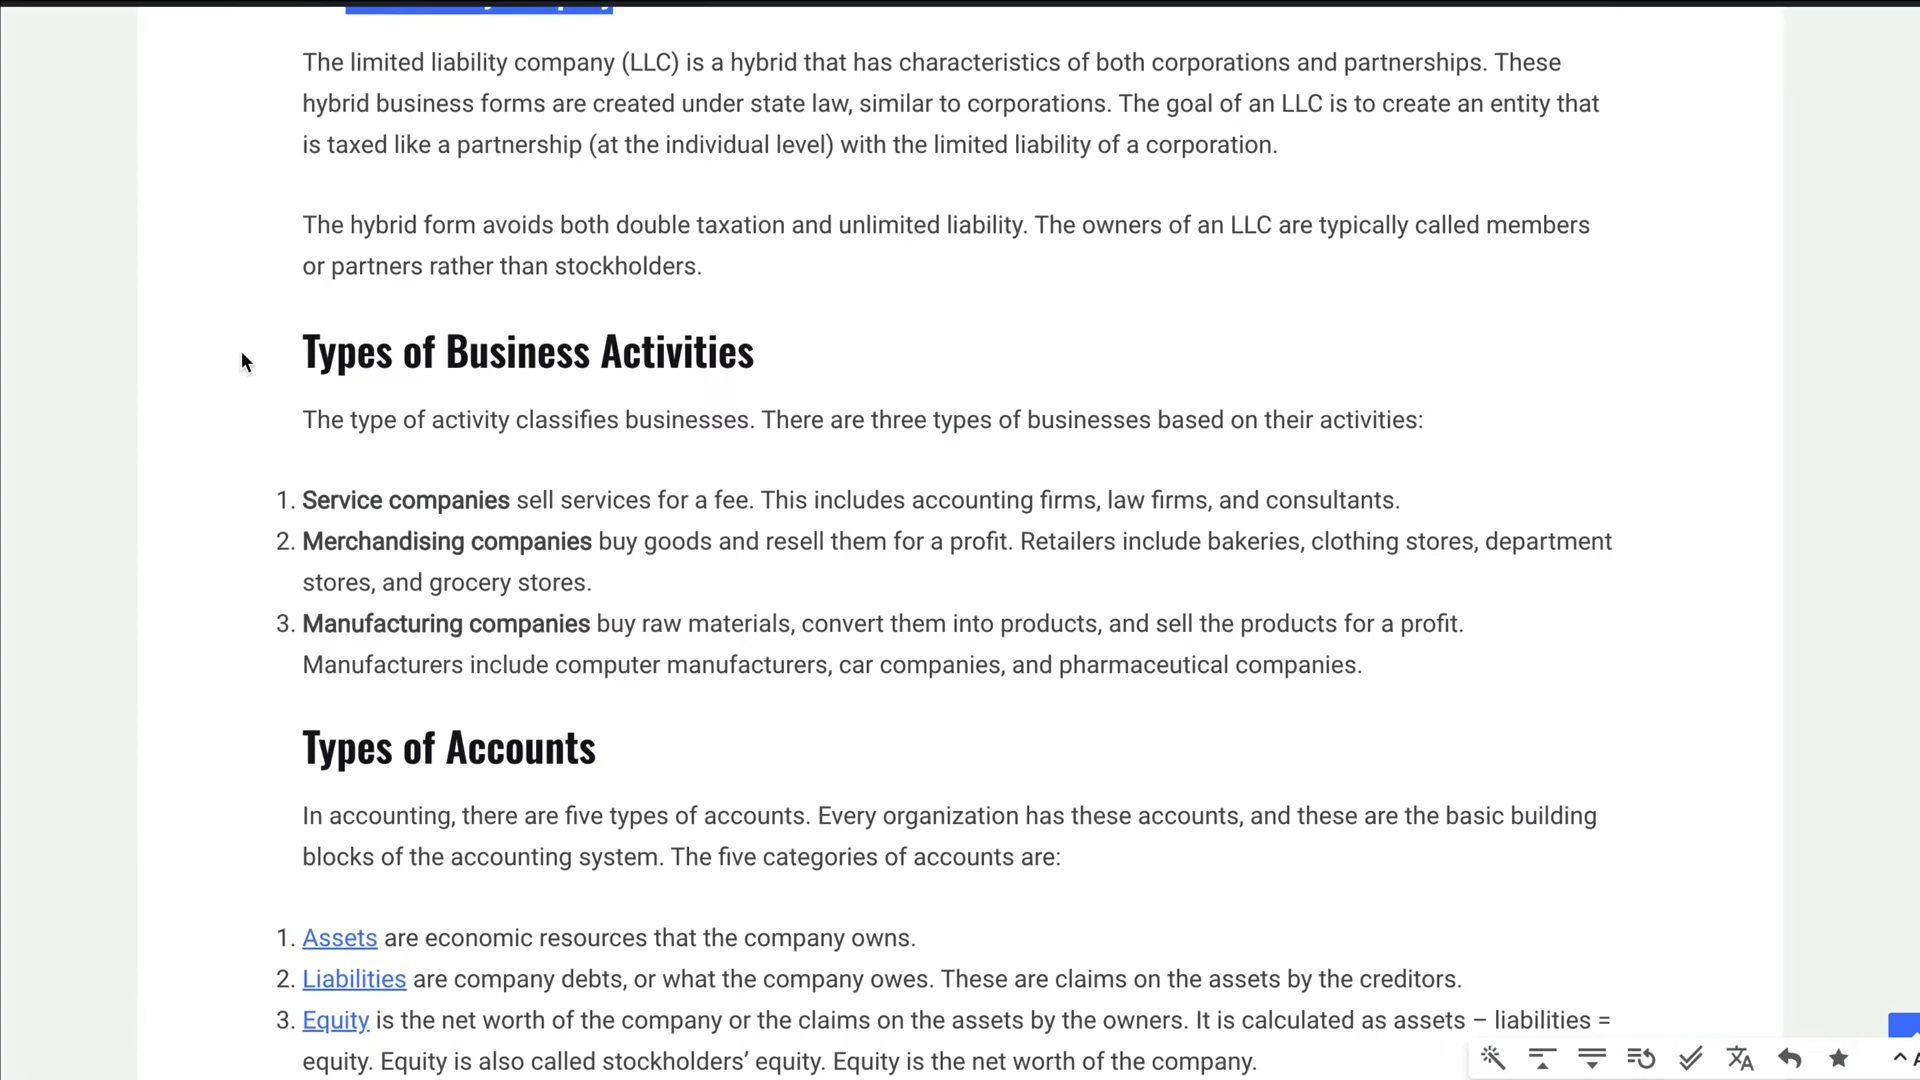 The limited liability company (LLC) is a hybrid that has characteristics of both corporations and partnerships. These
hybrid business forms are created under state law, similar to corporations. The goal of an LLC is to create an entity that
is taxed like a partnership (at the individual level) with the limited liability of a corporation.
The hybrid form avoids both double taxation and unlimited liability. The owners of an LLC are typically called members
or partners rather than stockholders.
Types of Business Activities
The type of activity classifies businesses. There are three types of businesses based on their activities:
1. Service companies sell services for a fee. This includes accounting firms, law firms, and consultants.
2. Merchandising companies buy goods and resell them for a profit. Retailers include bakeries, clothing stores, department
stores, and grocery stores.
3. Manufacturing companies buy raw materials, convert them into products, and sell the products for a profit.
Manufacturers include computer manufacturers, car companies, and pharmaceutical companies.
Types of Accounts
In accounting, there are five types of accounts. Every organization has these accounts, and these are the basic building
blocks of the accounting system. The five categories of accounts are:
1. Assets are economic resources that the company owns.
2. Liabilities are company debts, or what the company owes. These are claims on the assets by the creditors.
3. Equity is the net worth of the company or the claims on the assets by the owners. It is calculated as assets – liabilities =
equity. Equity is also called stockholders’ equity. Equity is the net worth of the company.